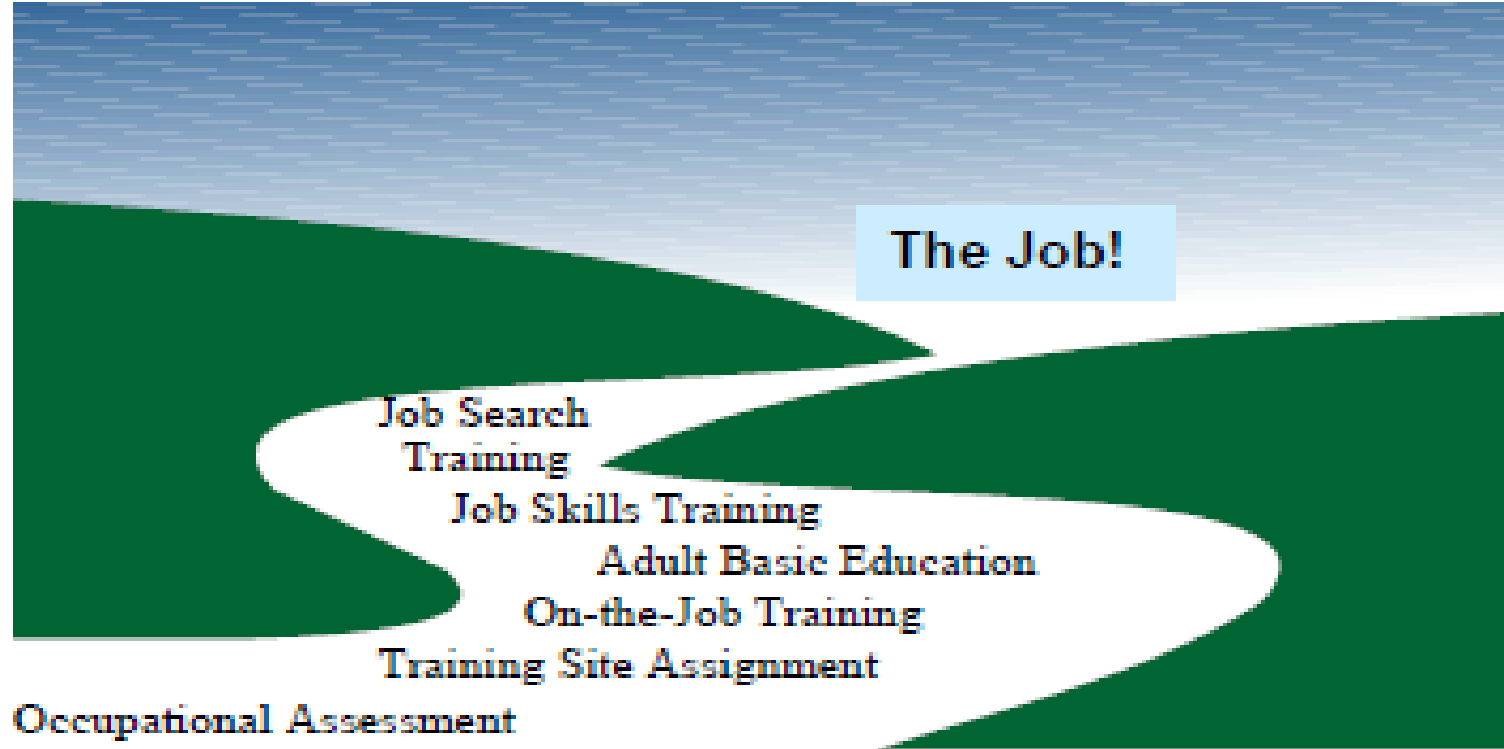 The Job!
Job Search
Training
Job Skills Training
Adult Basic Education
On-the-Job Training
Training Site Assignment
Occupational Assessment